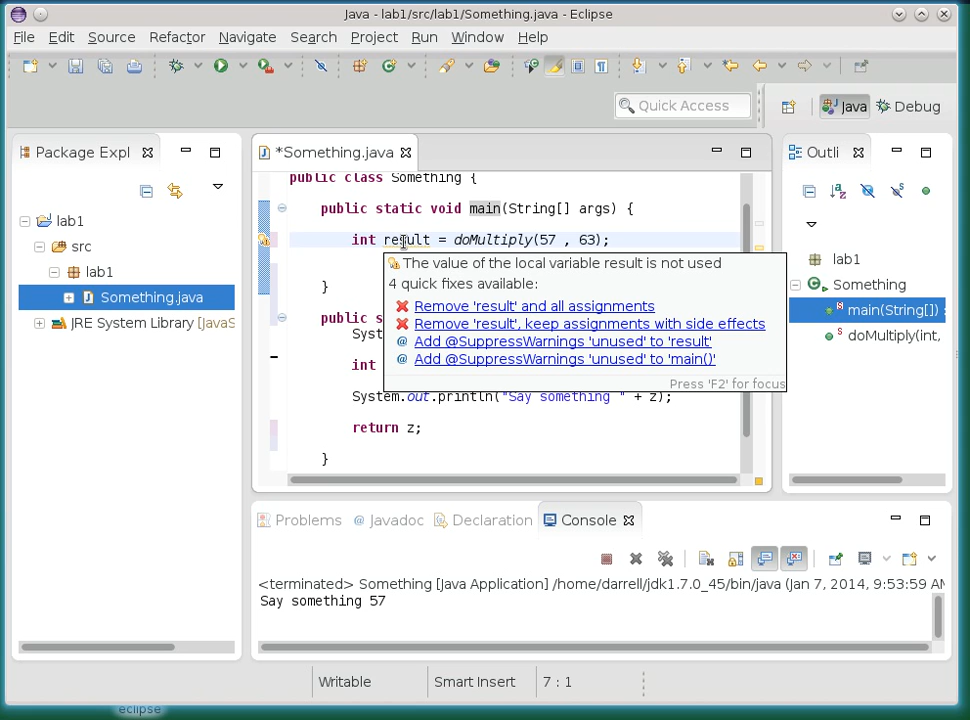 Java - lab1/src/lab1/Something.java - Eclipse
File Edit Source Refactor Navigate Search Project Run Window Help
Quick Access
Java
Debug
Package Expl
*Something.java
Outli
lab1
src
lab1
Something.java
JRE System Library [JavaS
public class Something {
public static void main(String[] args) {
int result = doMultiply(57 , 63);
}
The value of the local variable result is not used
4 quick fixes available:
Remove 'result' and all assignments
Remove 'result', keep assignments with side effects
Add @SuppressWarnings 'unused' to 'result'
Add @SuppressWarnings 'unused' to 'main()'
Press 'F2' for focus
public s
Syst
int
System.out.println("Say something " + z);
return z;
}
lab1
Something
main(String[]) :
doMultiply(int,
Problems
@ Javadoc
Declaration
Console
<terminated> Something [Java Application] /home/darrell/jdk1.7.0_45/bin/java (Jan 7, 2014, 9:53:59 AM
Say something 57
Writable
Smart Insert
7 : 1
eclipse